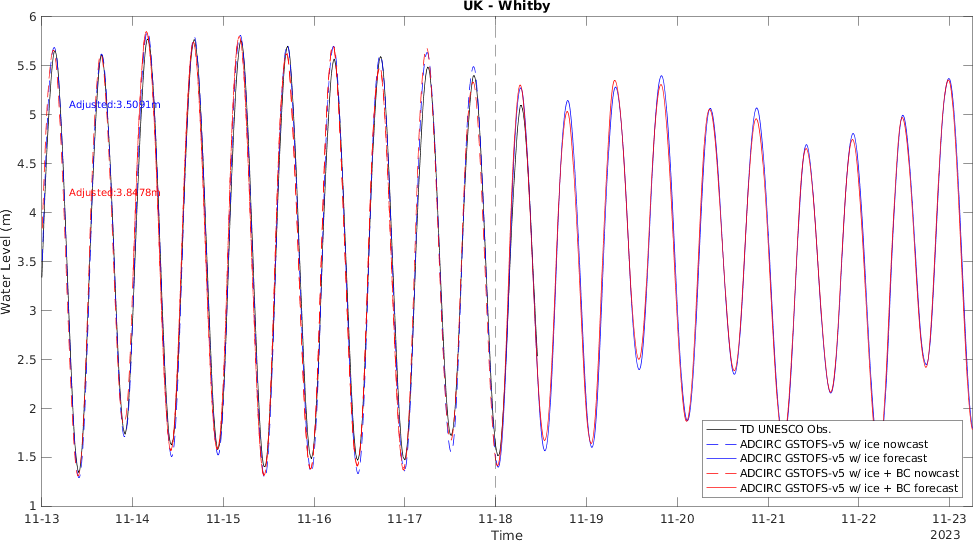 UK - Whitby
6
5.5
5
4.5
4
3.5
3
2.5
2
1.5
1
Water Level (m)
Adjusted:3.5091m
Adjusted:3.8478m
TD UNESCO Obs.
ADCIRC GSTOFS-v5 w/ ice nowcast
ADCIRC GSTOFS-v5 w/ ice forecast
ADCIRC GSTOFS-v5 w/ ice + BC nowcast
ADCIRC GSTOFS-v5 w/ ice + BC forecast
11-13 11-14 11-15 11-16 11-17 11-18 11-19 11-20 11-21 11-22 11-23
Time
2023